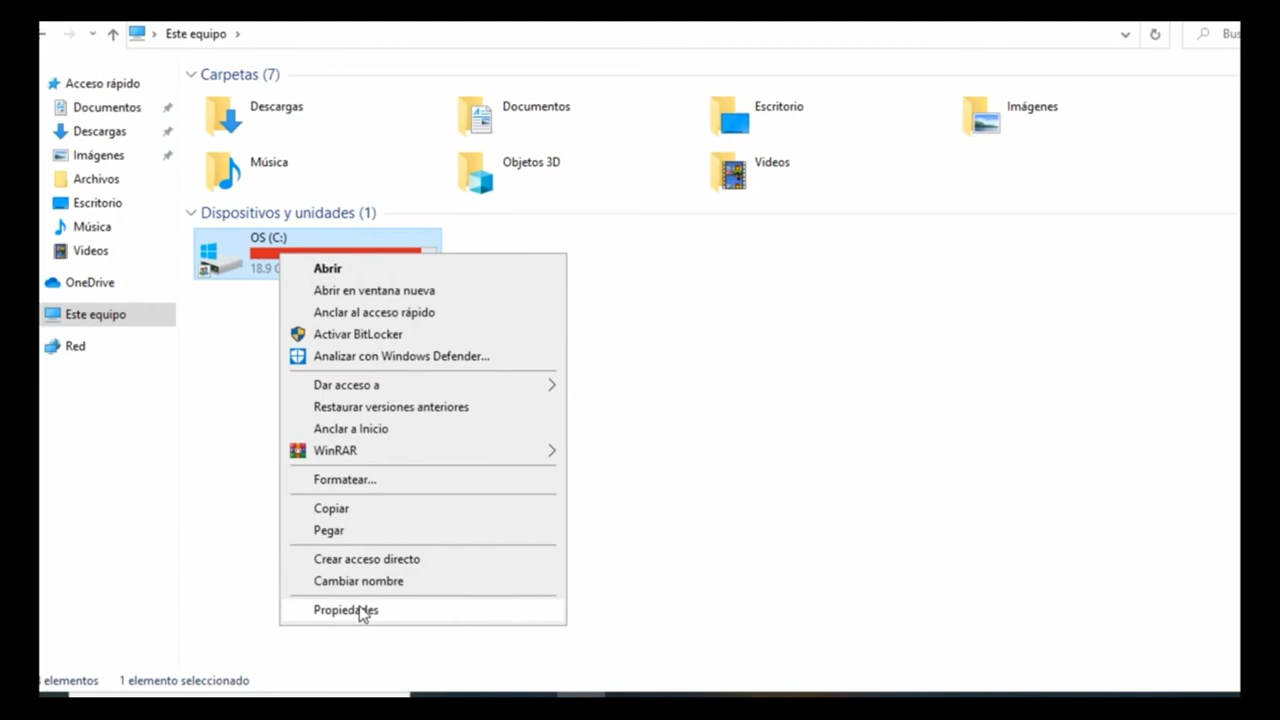 Este equipo
Bus
Acceso rápido
Documentos
Descargas
Imágenes
Archivos
Escritorio
Música
Videos
OneDrive
Este equipo
Red
Carpetas (7)
Descargas
Documentos
Escritorio
Imágenes
Música
Objetos 3D
Videos
Dispositivos y unidades (1)
OS (C:)
18.9 G
Abrir
Abrir en ventana nueva
Anclar al acceso rápido
Activar BitLocker
Analizar con Windows Defender...
Dar acceso a
Restaurar versiones anteriores
Anclar a Inicio
WinRAR
Formatear...
Copiar
Pegar
Crear acceso directo
Cambiar nombre
Propiedades
elementos
1 elemento seleccionado